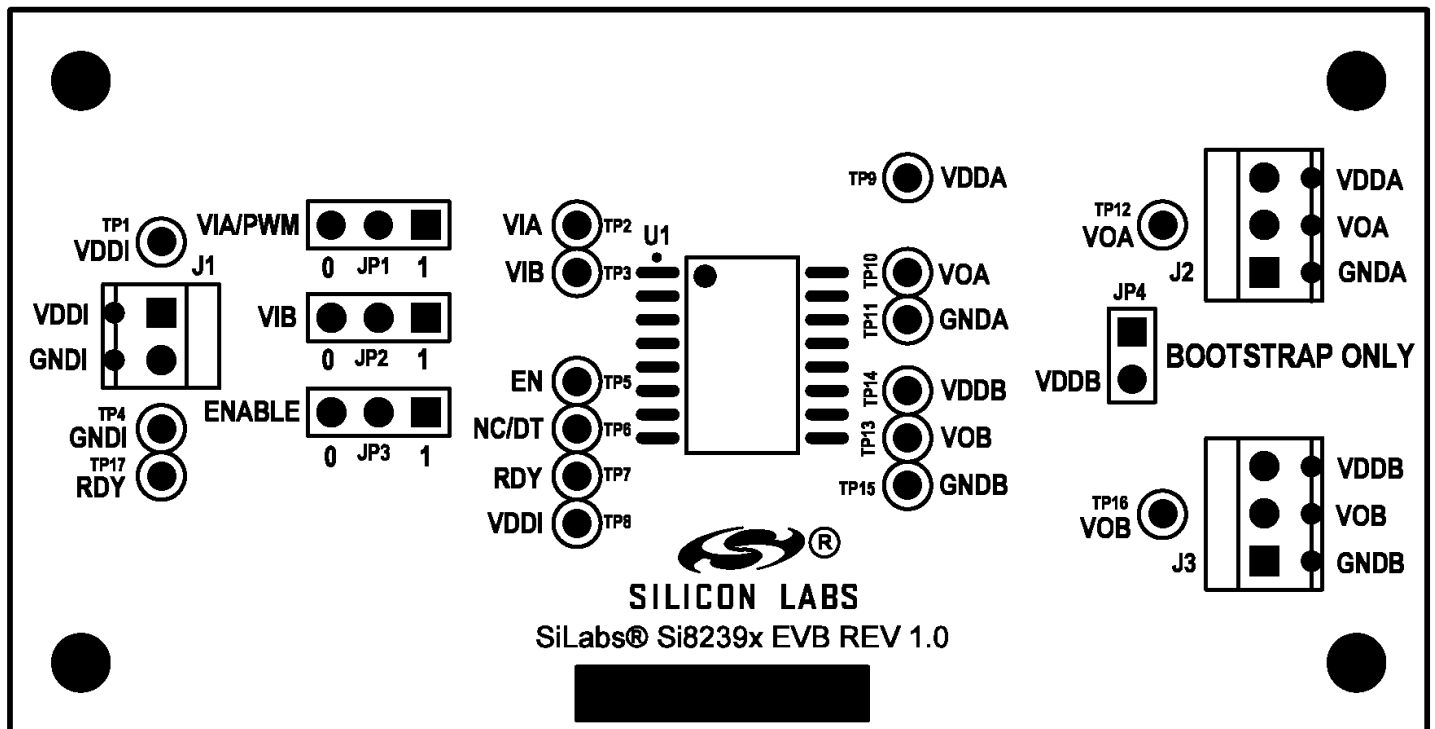 TP9 VDDA
VDDA
TP1
VDDI
VIA/PWM
VIA TP2
U1
TP12
VOA
VOA
J1
0 JP1 1
VIB TP3
TP10 VOA
J2
GNDA
VDDI
VIB
TP11 GNDA
JP4
GNDI
0 JP2 1
BOOTSTRAP ONLY
EN TP5
TP14 VDDB
VDDB
TP4
GNDI
ENABLE
NC/DT TP6
TP13 VOB
0 JP3 1
TP17
RDY
RDY TP7
TP15 GNDB
VDDB
VDDI TP8
TP16
VOB
VOB
J3
GNDB
®
SILICON LABS
SiLabs® Si8239x EVB REV 1.0